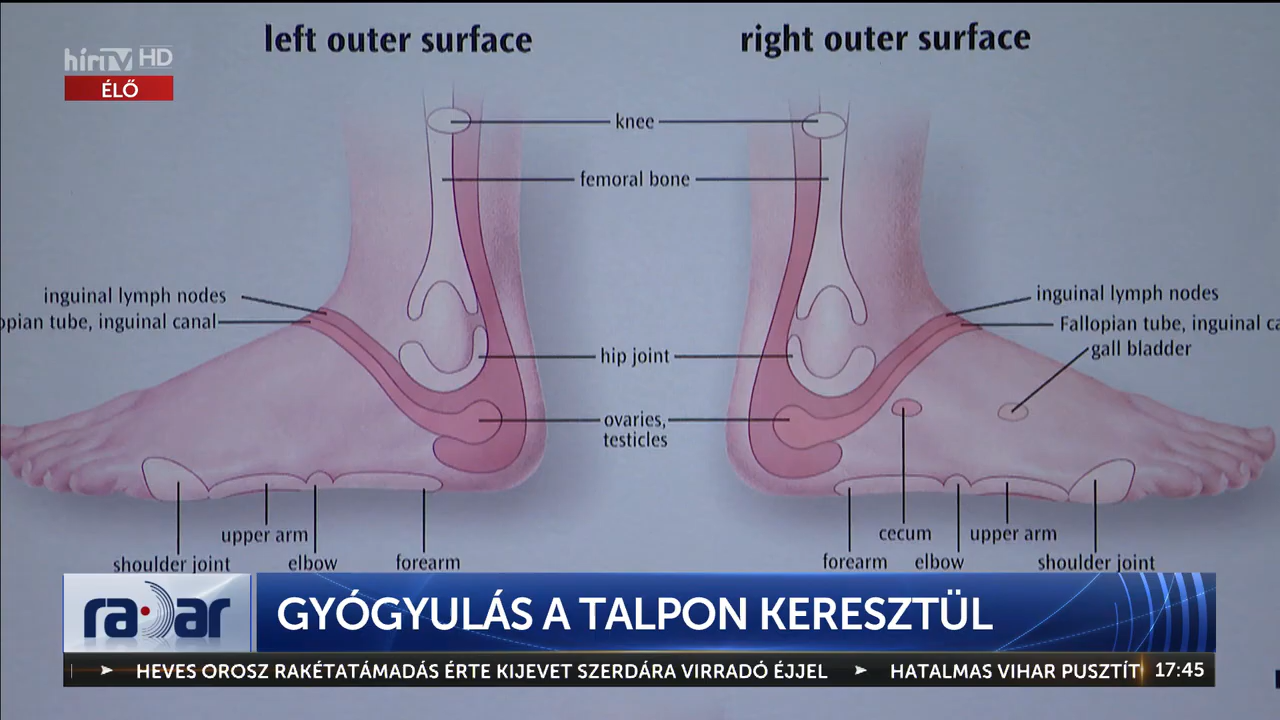 left outer surface
right outer surface
hírTV HD
ÉLŐ
knee
femoral bone
inguinal lymph nodes
inguinal lymph nodes
opian tube, inguinal canal
Fallopian tube, inguinal ca
gall bladder
hip joint
ovaries,
testicles
upper arm
cecum
upper arm
shoulder joint
elbow
forearm
forearm
elbow
shoulder joint
radar
GYÓGYULÁS A TALPON KERESZTÜL
HEVES OROSZ RAKÉTATÁMADÁS ÉRTE KIJEVET SZERDÁRA VIRRADÓ ÉJJEL
HATALMAS VIHAR PUSZTÍT
17:45